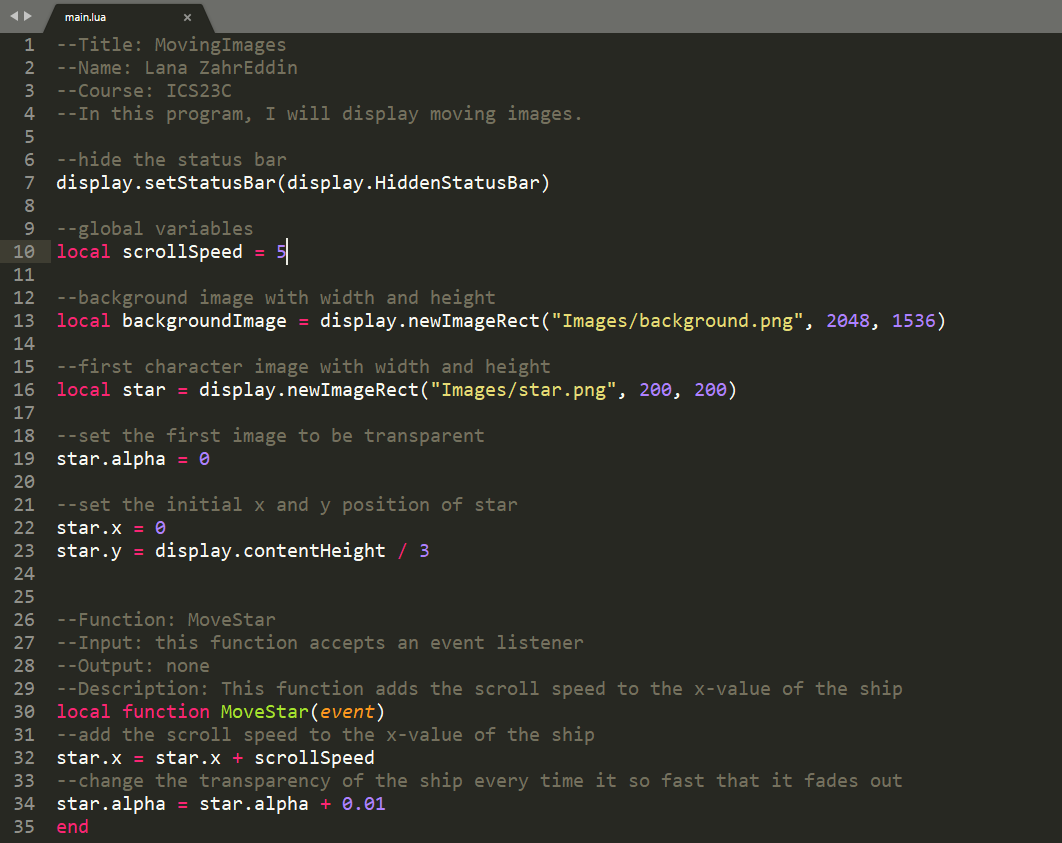 main.lua
1 --Title: MovingImages
2 --Name: Lana ZahrEddin
3 --Course: ICS23C
4 --In this program, I will display moving images.
5
6 --hide the status bar
7 display.setStatusBar(display.HiddenStatusBar)
8
9 --global variables
10 local scrollSpeed = 5
11
12 --background image with width and height
13 local backgroundImage = display.newImageRect("Images/background.png", 2048, 1536)
14
15 --first character image with width and height
16 local star = display.newImageRect("Images/star.png", 200, 200)
17
18 --set the first image to be transparent
19 star.alpha = 0
20
21 --set the initial x and y position of star
22 star.x = 0
23 star.y = display.contentHeight / 3
24
25
26 --Function: MoveStar
27 --Input: this function accepts an event listener
28 --Output: none
29 --Description: This function adds the scroll speed to the x-value of the ship
30 local function MoveStar(event)
31 --add the scroll speed to the x-value of the ship
32 star.x = star.x + scrollSpeed
33 --change the transparency of the ship every time it so fast that it fades out
34 star.alpha = star.alpha + 0.01
35 end